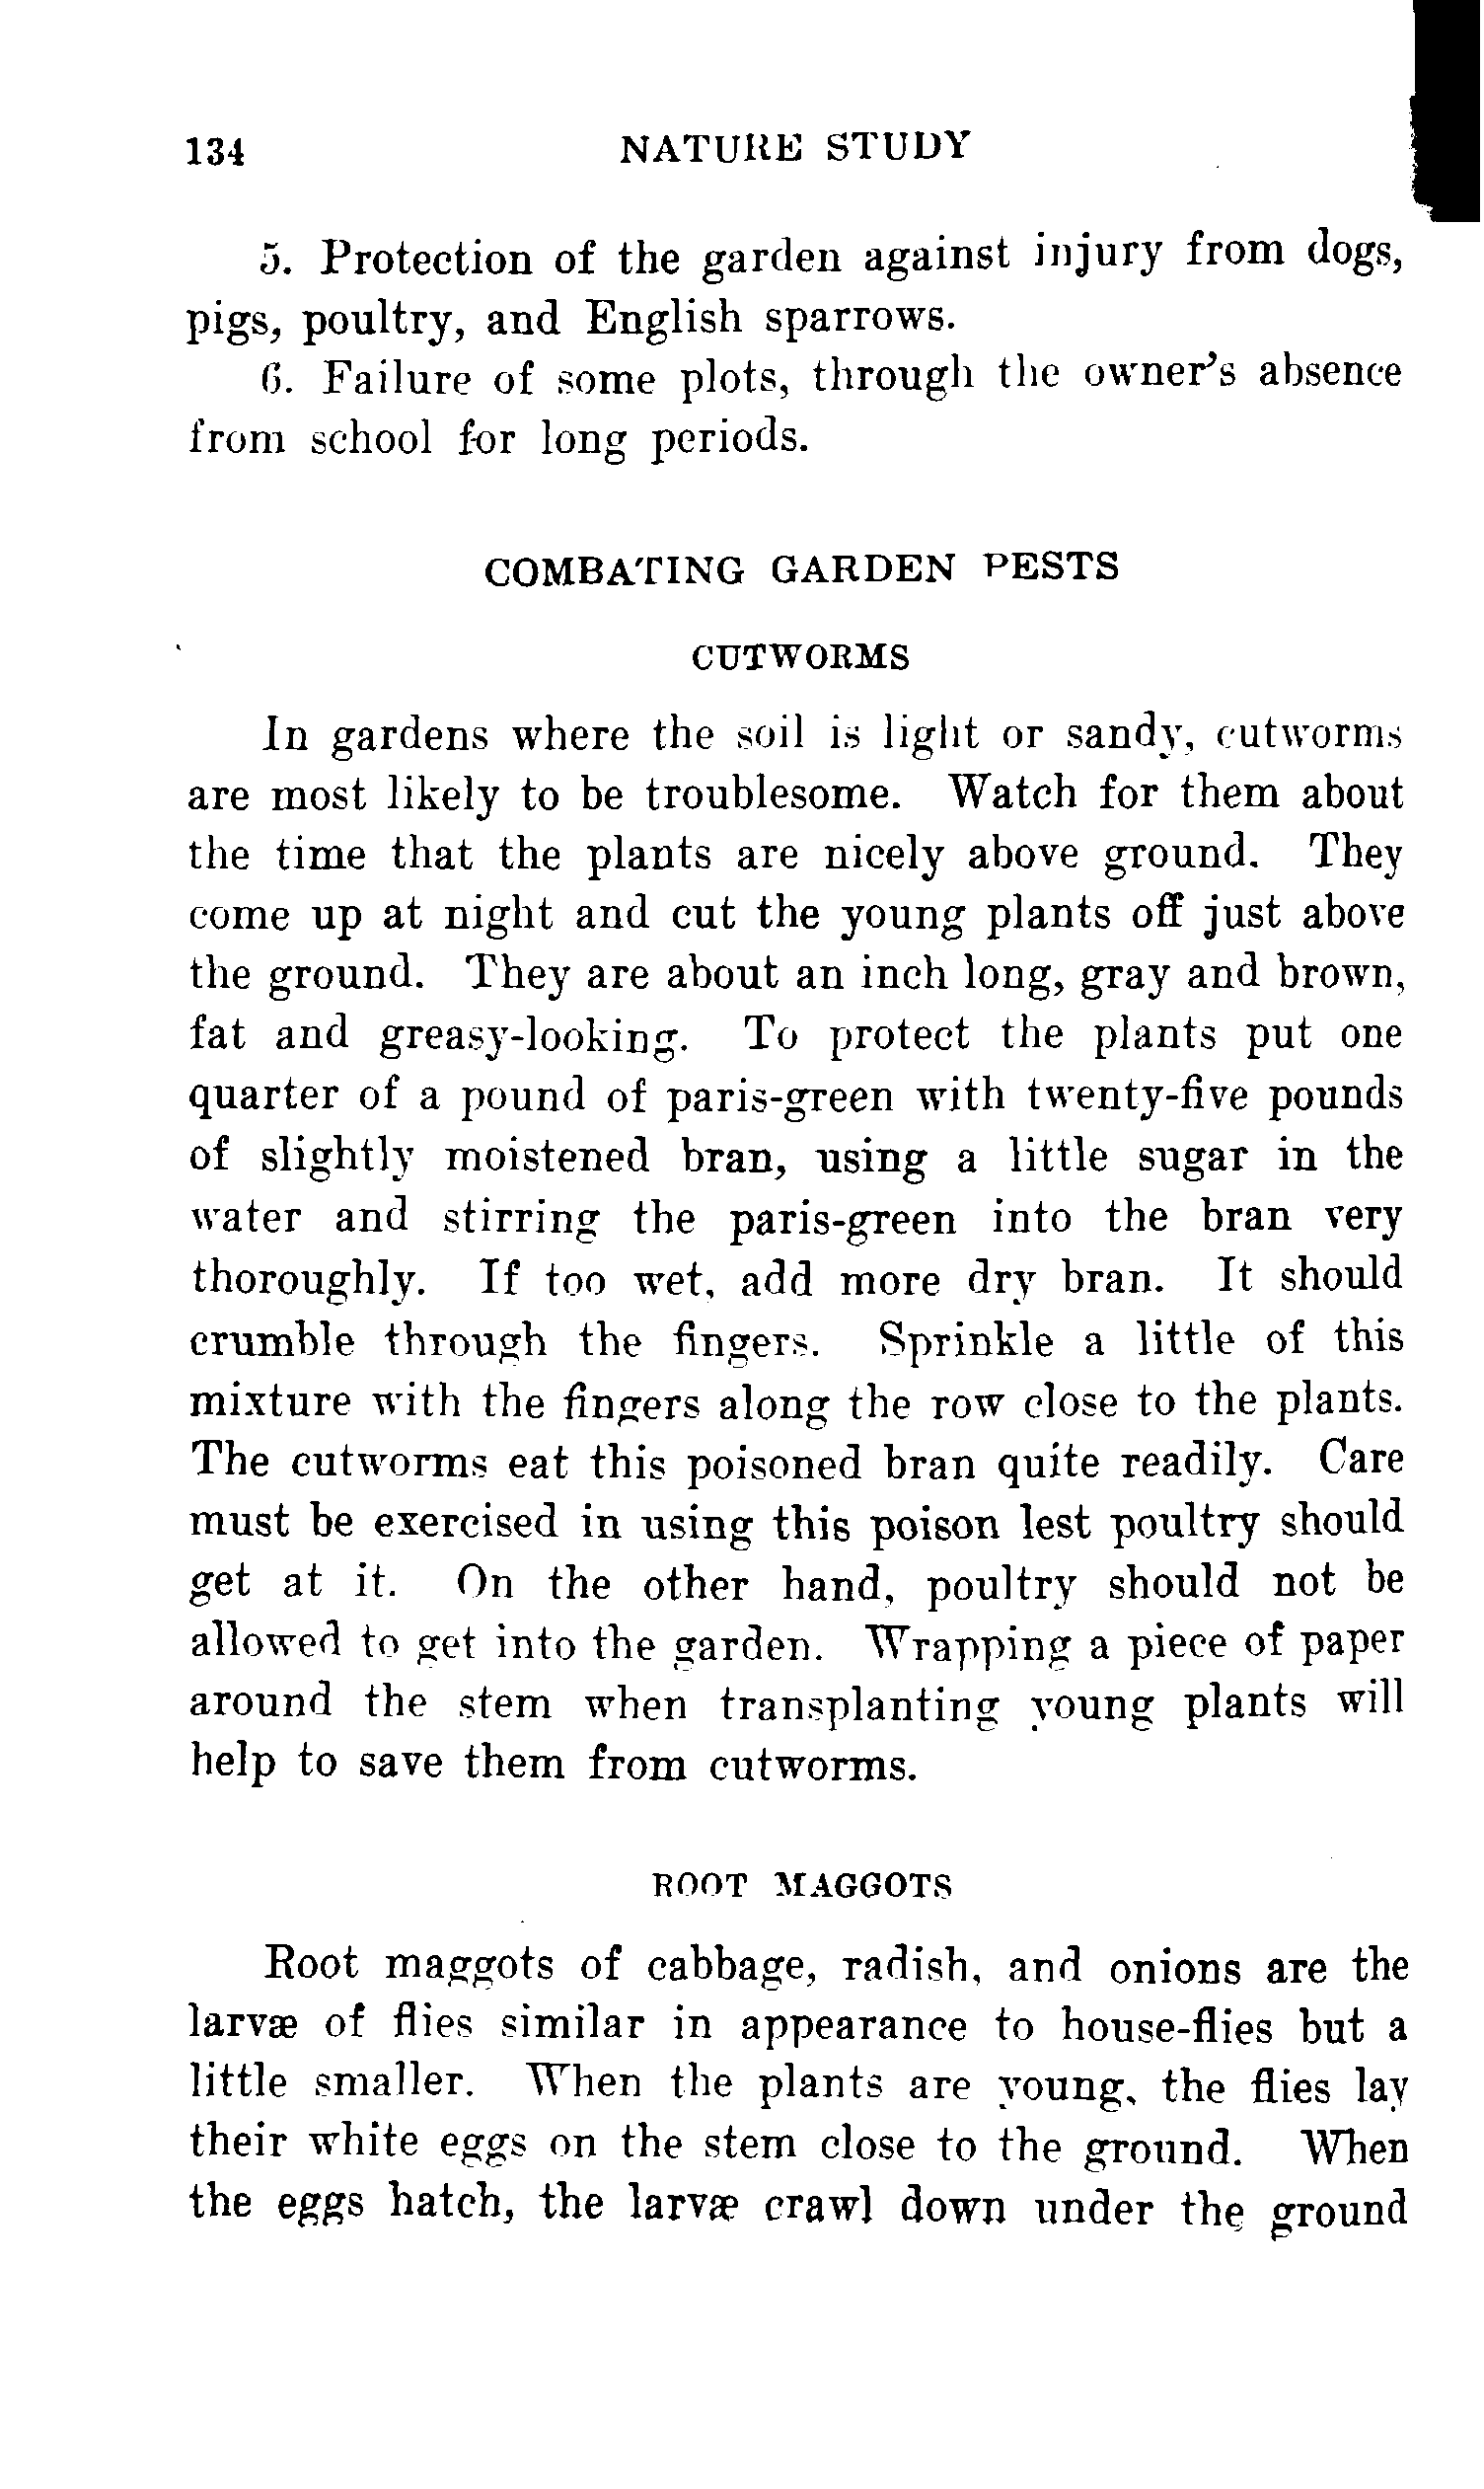 134 NATURE STUDY
5. Protection of the garden against injury from dogs,
pigs, poultry, and English sparrows.
6. Failure of some plots, through the owner's absence
from school for long periods.
COMBATING GARDEN PESTS
CUTWORMS
In gardens where the soil is light or sandy, cutworms
are most likely to be troublesome. Watch for them about
the time that the plants are nicely above ground. They
come up at night and cut the young plants off just above
the ground. They are about an inch long, gray and brown,
fat and greasy-looking. To protect the plants put one
quarter of a pound of paris-green with twenty-five pounds
of slightly moistened bran, using a little sugar in the
water and stirring the paris-green into the bran very
thoroughly. If too wet, add more dry bran. It should
crumble through the fingers. Sprinkle a little of this
mixture with the fingers along the row close to the plants.
The cutworms eat this poisoned bran quite readily. Care
must be exercised in using this poison lest poultry should
get at it. On the other hand, poultry should not be
allowed to get into the garden. Wrapping a piece of paper
around the stem when transplanting young plants will
help to save them from cutworms.
ROOT MAGGOTS
Root maggots of cabbage, radish, and onions are the
larvæ of flies similar in appearance to house-flies but a
little smaller. When the plants are young, the flies lay
their white eggs on the stem close to the ground. When
the eggs hatch, the larvæ crawl down under the ground